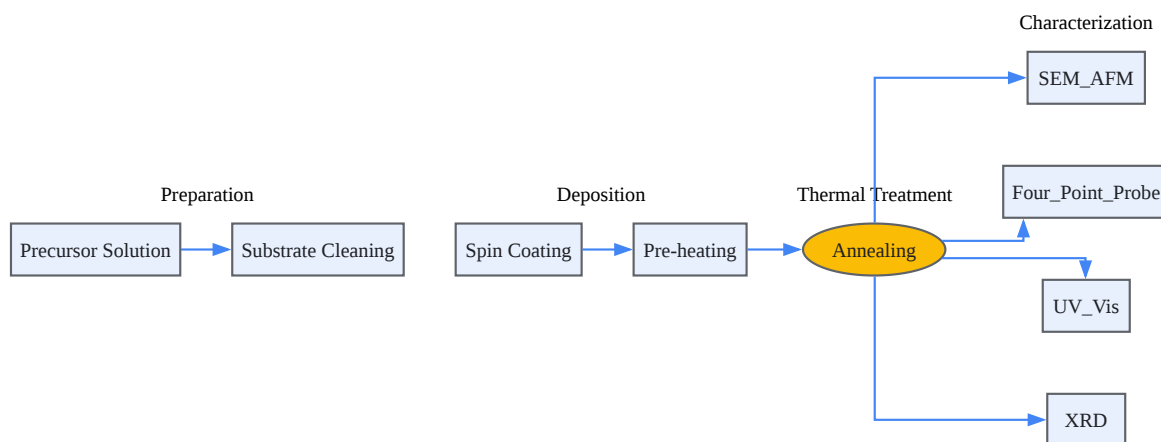 Characterization
SEM_AFM
Preparation
Deposition
Thermal Treatment
Four_Point_Probe
Precursor Solution
Substrate Cleaning
Spin Coating
Pre-heating
Annealing
UV_Vis
XRD